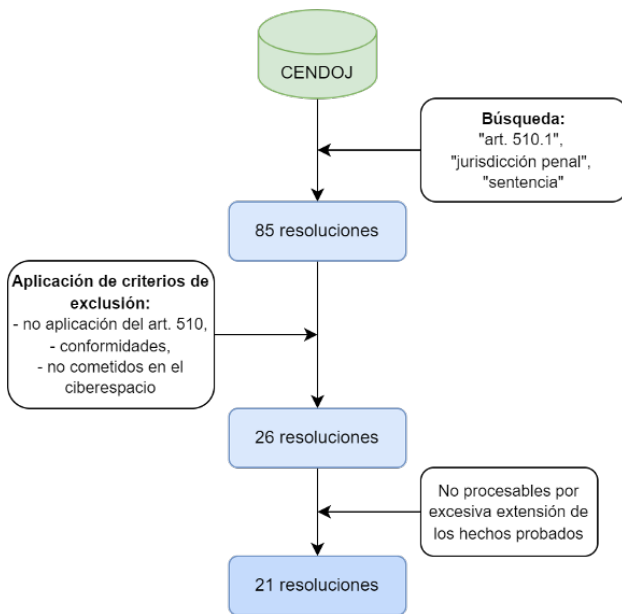 CENDOJ
Búsqueda:
"art. 510.1",
"jurisdicción penal",
"sentencia"
85 resoluciones
Aplicación de criterios de
exclusión:
- no aplicación del art. 510,
- conformidades,
- no cometidos en el
ciberespacio
26 resoluciones
No procesables por
excesiva extensión de
los hechos probados
21 resoluciones